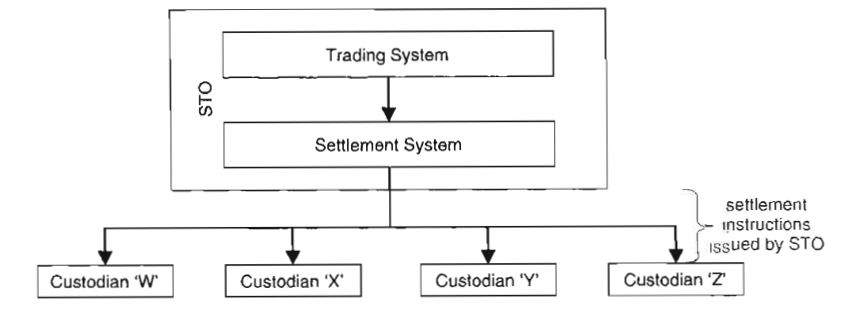 Trading System
STO
Settlement System
settlement
instructions
issued by STO
Custodian 'W'
Custodian 'X'
Custodian 'Y'
Custodian 'Z'